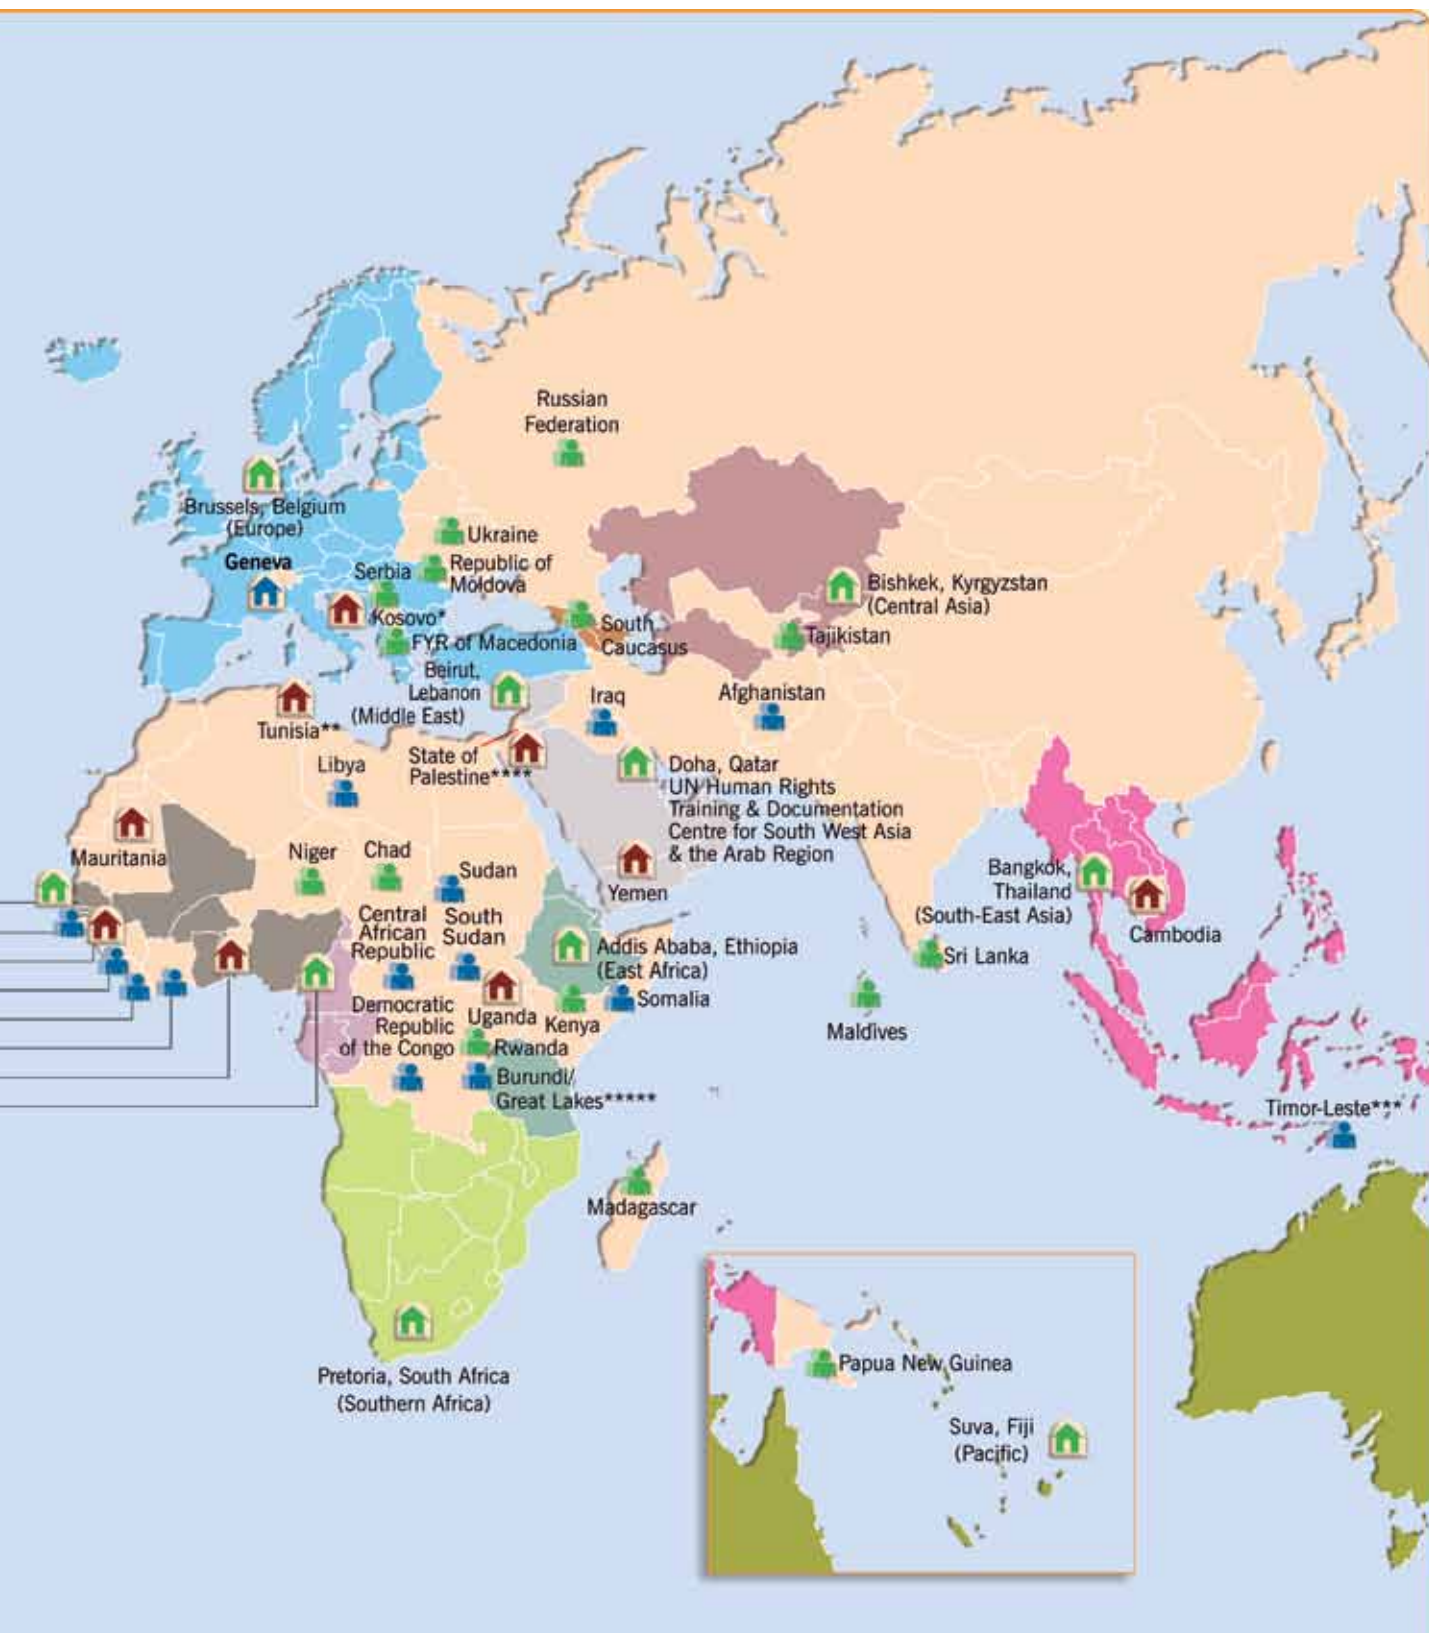 Russian
Federation
Brussels, Belgium
(Europe)
Ukraine
Geneva
Republic of
Moldova
Serbia
Bishkek, Kyrgyzstan
(Central Asia)
Kosovo*
South
Caucasus
Tajikistan
FYR of Macedonia
Beirut,
Lebanon
(Middle East)
Iraq
Afghanistan
Tunisia**
State of
Palestine****
Libya
Doha, Qatar
UN Human Rights
Training & Documentation
Centre for South West Asia
& the Arab Region
Mauritania
Niger
Chad
Sudan
Yemen
Bangkok,
Thailand
(South-East Asia)
Cambodia
Central
African
Republic
South
Sudan
Addis Ababa, Ethiopia
(East Africa)
Sri Lanka
Somalia
Democratic
Republic
of the Congo
Uganda
Kenya
Maldives
Rwanda
Burundi/
Great Lakes*****
Timor-Leste***
Madagascar
Pretoria, South Africa
(Southern Africa)
Papua New Guinea
Suva, Fiji
(Pacific)